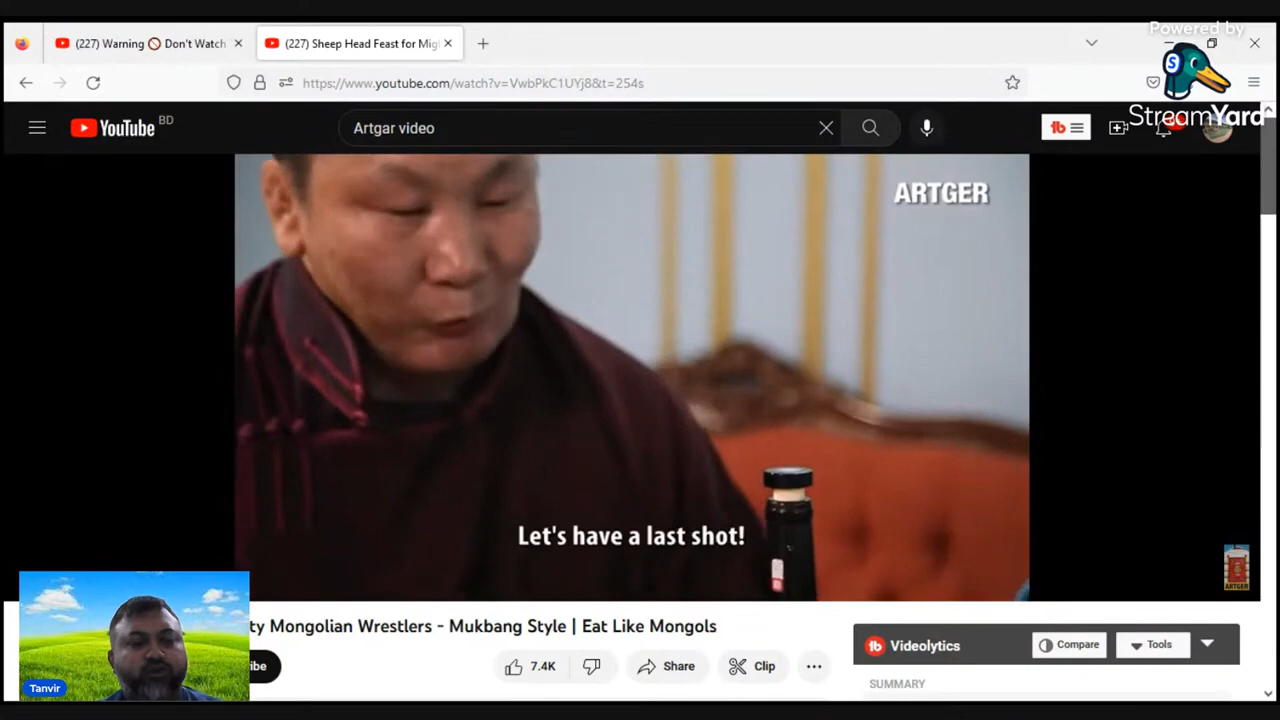 Powered by
StreamYard
(227) Warning 🚫 Don't Watch
(227) Sheep Head Feast for Mig
https://www.youtube.com/watch?v=VwbPkC1UYj8&t=254s
YouTube BD
Artgar video
ARTGER
Let's have a last shot!
ARTGER
Tanvir
ty Mongolian Wrestlers - Mukbang Style | Eat Like Mongols
be
7.4K
Share
Clip
Videolytics
Compare
Tools
SUMMARY